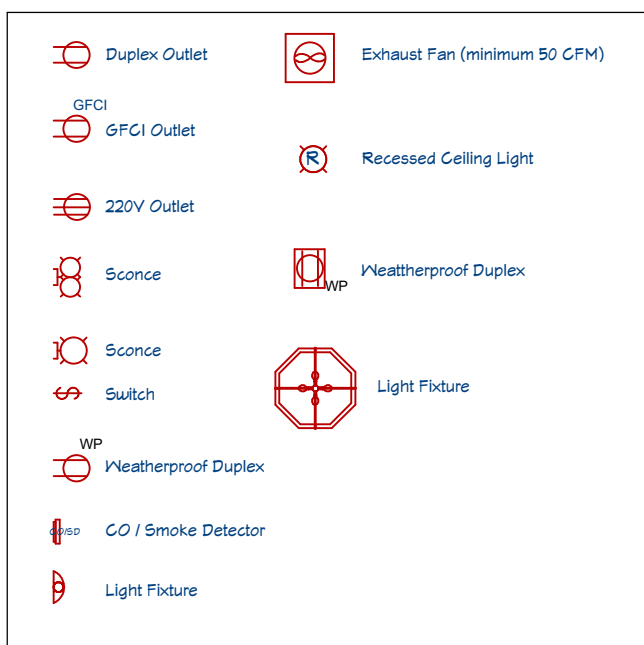 Duplex Outlet
GFCI
GFCI Outlet
220V Outlet
Sconce
Sconce
Switch
WP
Weatherproof Duplex
CO/SD
CO / Smoke Detector
Light Fixture
Exhaust Fan (minimum 50 CFM)
R
Recessed Ceiling Light
WP
Weattherproof Duplex
Light Fixture